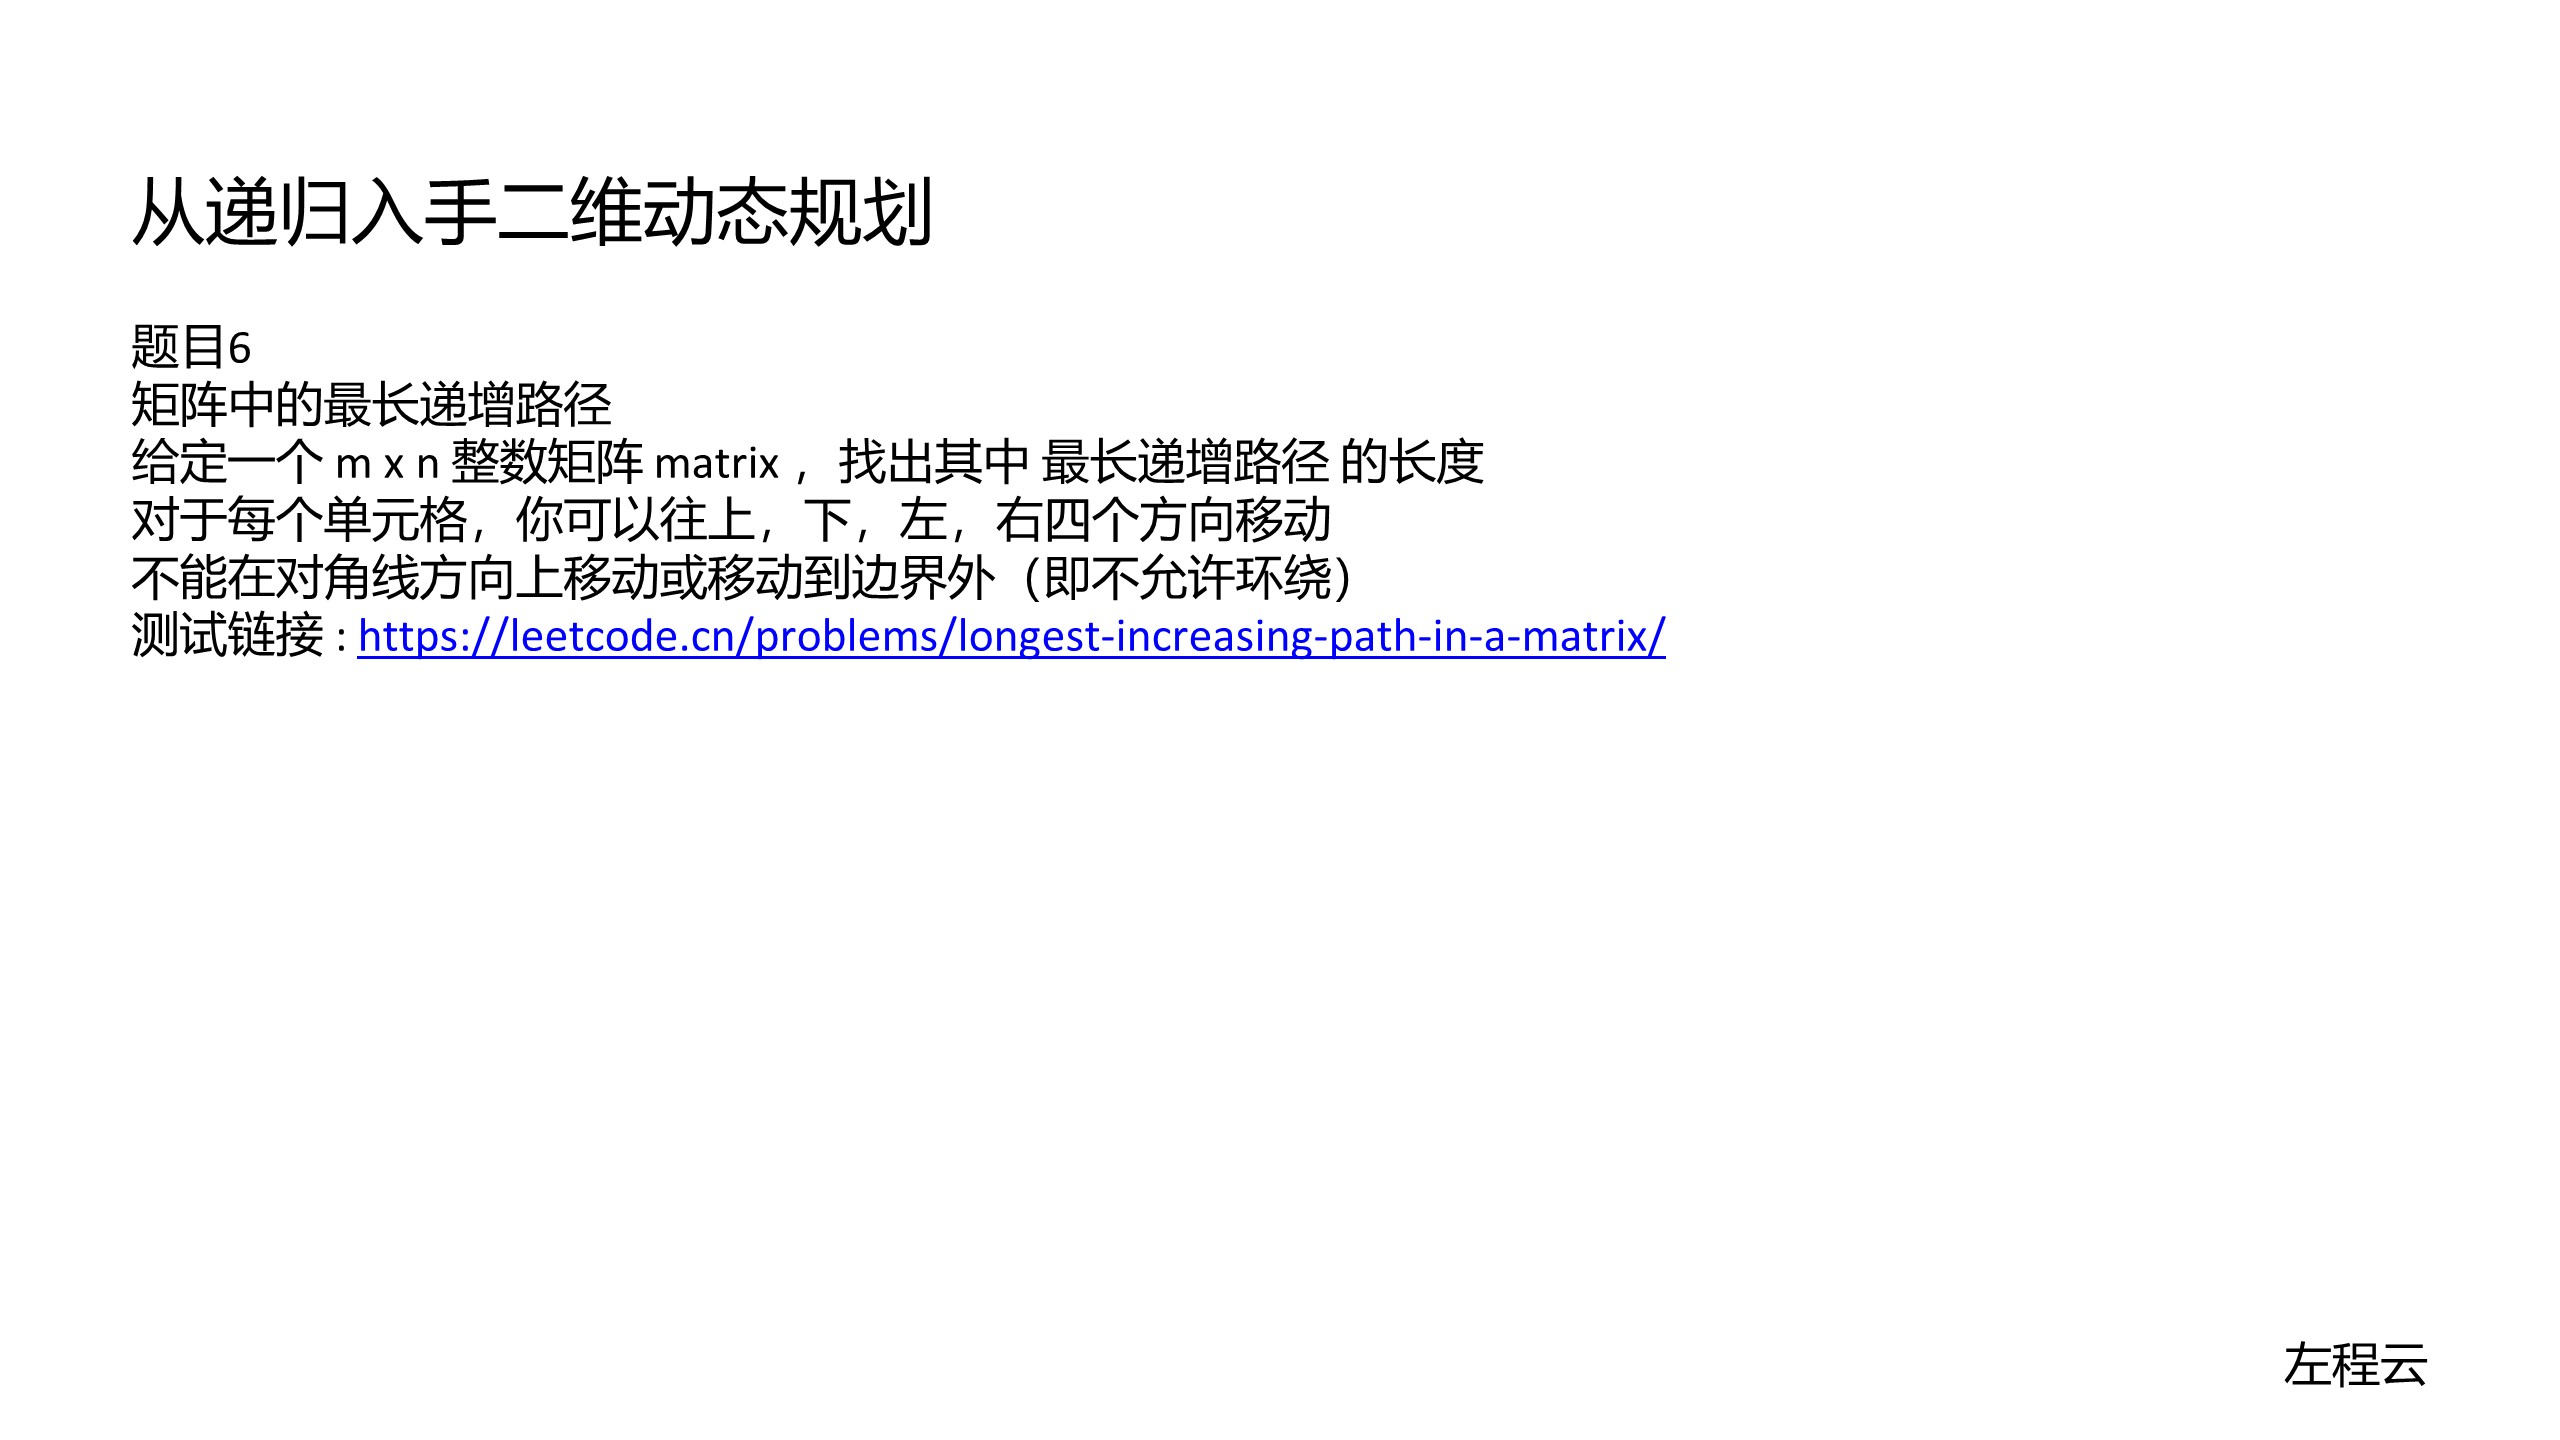 从递归入手二维动态规划
题目6
矩阵中的最长递增路径
给定一个 m x n 整数矩阵 matrix ，找出其中 最长递增路径 的长度
对于每个单元格，你可以往上，下，左，右四个方向移动
不能在对角线方向上移动或移动到边界外（即不允许环绕）
测试链接 : https://leetcode.cn/problems/longest-increasing-path-in-a-matrix/
左程云